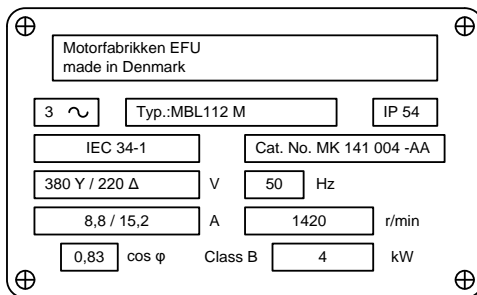 Motorfabrikken EFU
made in Denmark
3 ∿ Typ.:MBL112 M IP 54
IEC 34-1 Cat. No. MK 141 004 -AA
380 Y / 220 Δ V 50 Hz
8,8 / 15,2 A 1420 r/min
0,83 cos φ Class B 4 kW